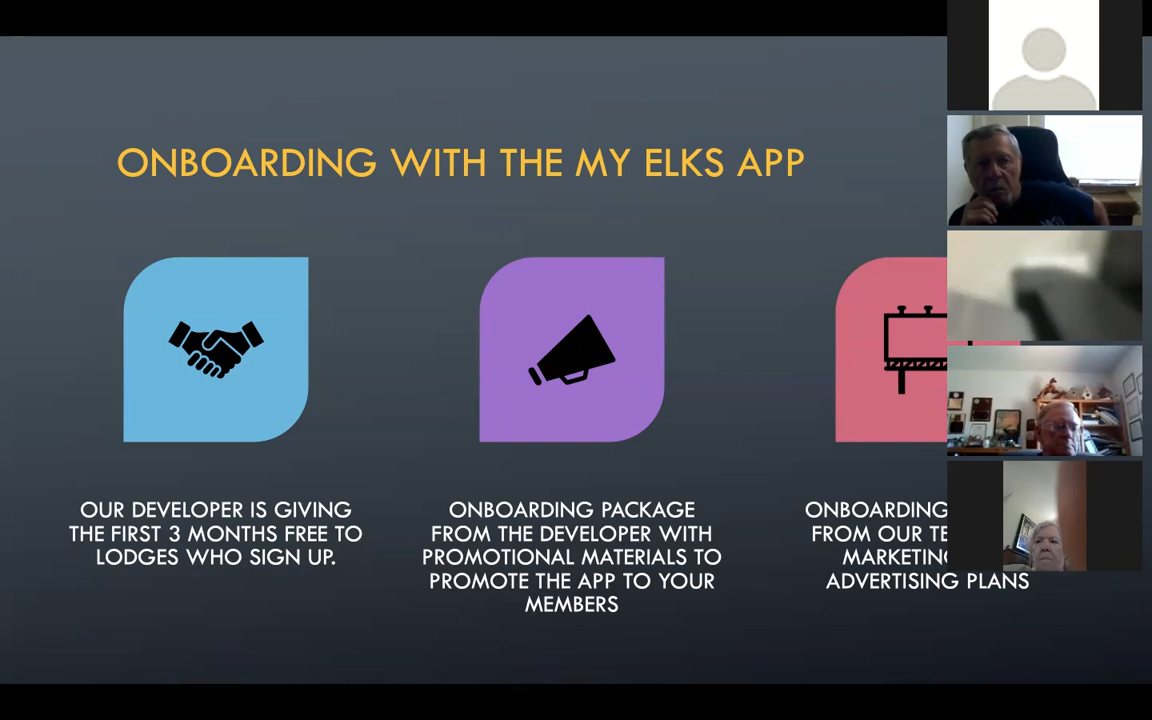 ONBOARDING WITH THE MY ELKS APP
OUR DEVELOPER IS GIVING
THE FIRST 3 MONTHS FREE TO
LODGES WHO SIGN UP.
ONBOARDING PACKAGE
FROM THE DEVELOPER WITH
PROMOTIONAL MATERIALS TO
PROMOTE THE APP TO YOUR
MEMBERS
ONBOARDING
FROM OUR
ADVERTISING PLANS